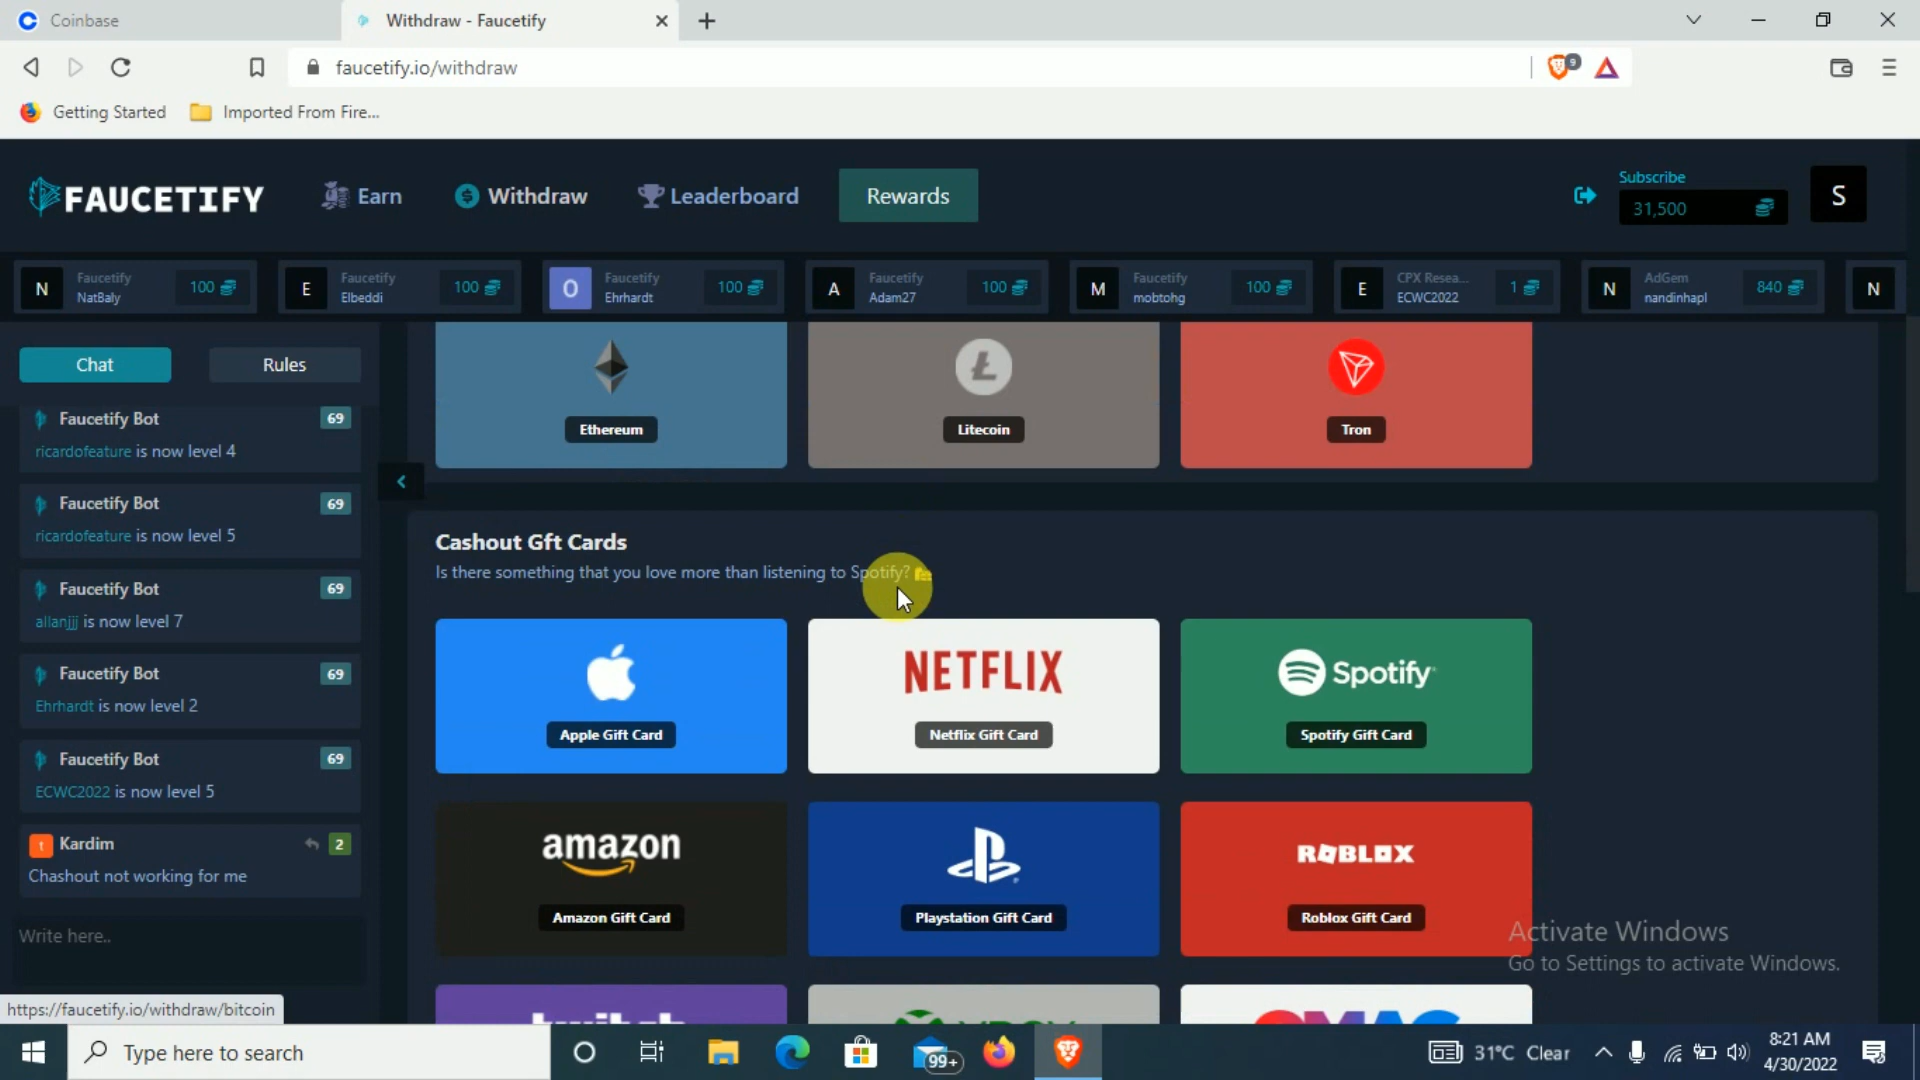 Coinbase
Withdraw - Faucetify
faucetify.io/withdraw
9
Getting Started
Imported From Fire...
FAUCETIFY
Earn
Withdraw
Leaderboard
Rewards
Subscribe
31,500
S
N
Faucetify
NatBaly
100
E
Faucetify
Elbeddi
100
O
Faucetify
Ehrhardt
100
A
Faucetify
Adam27
100
M
Faucetify
mobtohg
100
E
CPX Resea...
ECWC2022
1
N
AdGem
nandinhapl
840
N
Chat
Rules
Faucetify Bot
69
ricardofeature is now level 4
Faucetify Bot
69
ricardofeature is now level 5
Faucetify Bot
69
allanjjj is now level 7
Faucetify Bot
69
Ehrhardt is now level 2
Faucetify Bot
69
ECWC2022 is now level 5
t
Kardim
2
Chashout not working for me
Write here..
https://faucetify.io/withdraw/bitcoin
Ethereum
Litecoin
Tron
Cashout Gft Cards
Is there something that you love more than listening to Spotify?
Apple Gift Card
NETFLIX
Netflix Gift Card
Spotify
Spotify Gift Card
amazon
Amazon Gift Card
Playstation Gift Card
ROBLOX
Roblox Gift Card
twitch
XBOX
Activate Windows
Go to Settings to activate Windows.
Type here to search
99+
31°C Clear
8:21 AM
4/30/2022